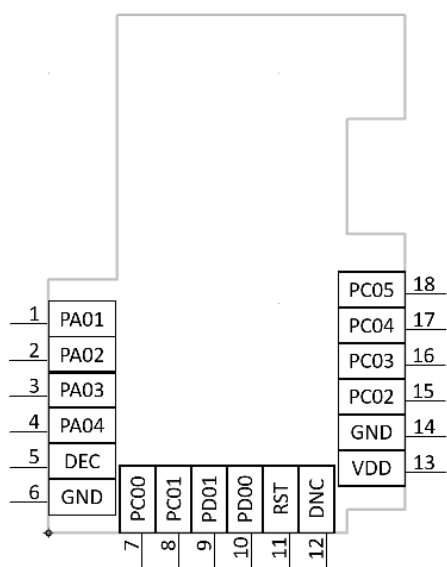 1 PA01
2 PA02
3 PA03
4 PA04
5 DEC
6 GND
PC00 7
PC01 8
PD01 9
PD00 10
RST 11
DNC 12
PC05 18
PC04 17
PC03 16
PC02 15
GND 14
VDD 13